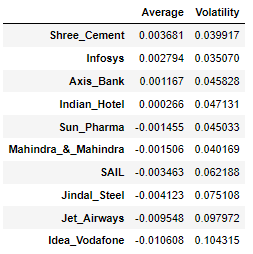 Average Volatility
Shree_Cement 0.003681 0.039917
Infosys 0.002794 0.035070
Axis_Bank 0.001167 0.045828
Indian_Hotel 0.000266 0.047131
Sun_Pharma -0.001455 0.045033
Mahindra_&_Mahindra -0.001506 0.040169
SAIL -0.003463 0.062188
Jindal_Steel -0.004123 0.075108
Jet_Airways -0.009548 0.097972
Idea_Vodafone -0.010608 0.104315